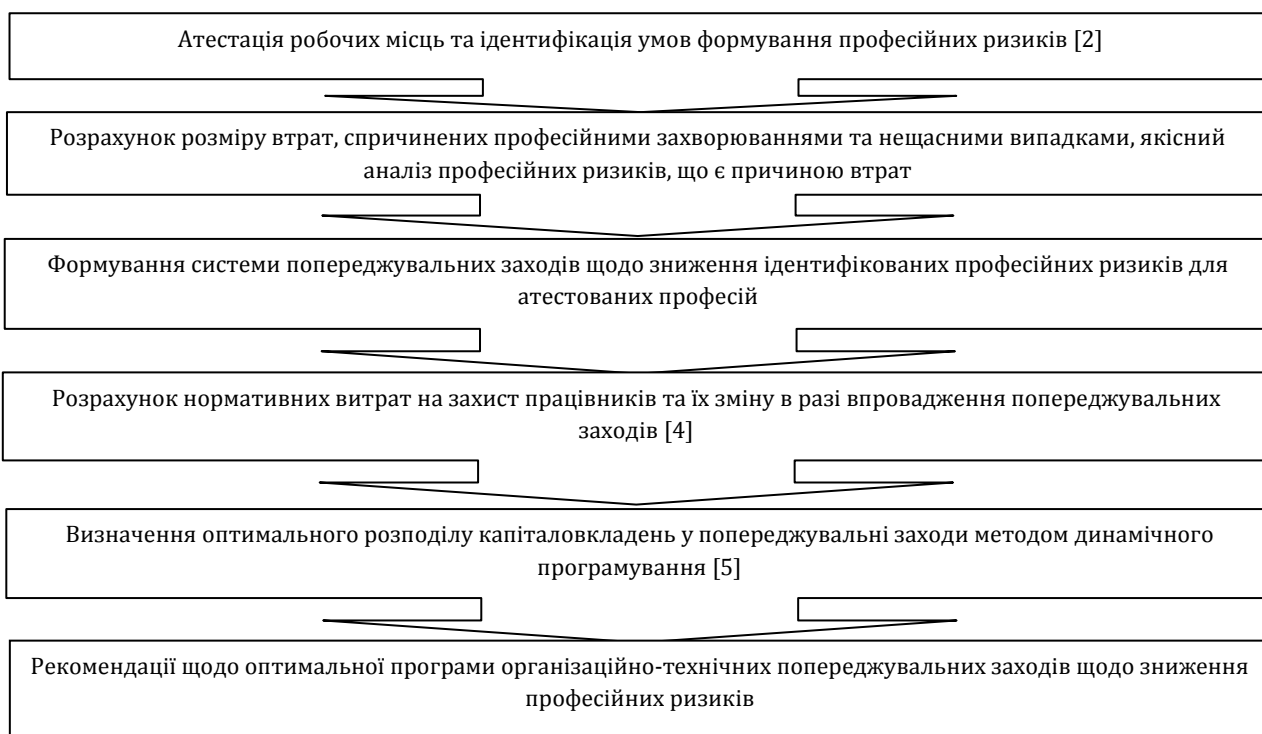 Атестація робочих місць та ідентифікація умов формування професійних ризиків [2]
Розрахунок розміру втрат, спричинених професійними захворюваннями та нещасними випадками, якісний
аналіз професійних ризиків, що є причиною втрат
Формування системи попереджувальних заходів щодо зниження ідентифікованих професійних ризиків для
атестованих професій
Розрахунок нормативних витрат на захист працівників та їх зміну в разі впровадження попереджувальних
заходів [4]
Визначення оптимального розподілу капіталовкладень у попереджувальні заходи методом динамічного
програмування [5]
Рекомендації щодо оптимальної програми організаційно-технічних попереджувальних заходів щодо зниження
професійних ризиків